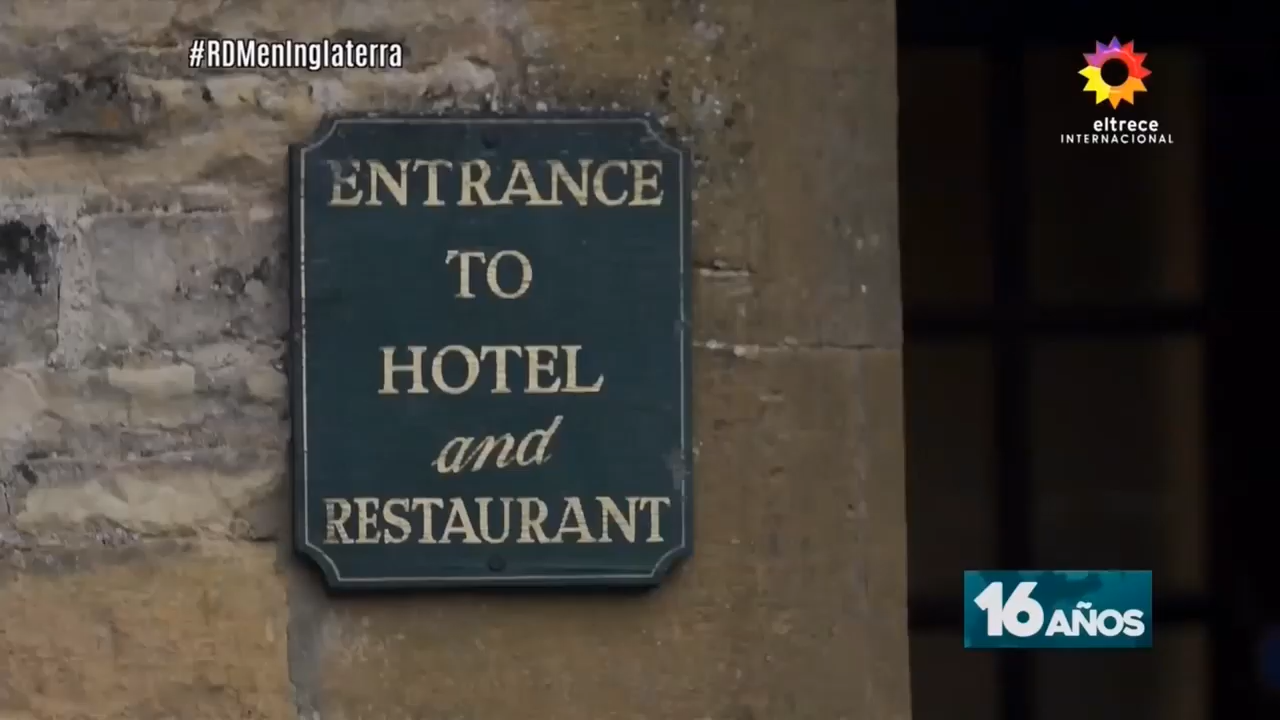 #RDMenInglaterra
eltrece
INTERNACIONAL
ENTRANCE
TO
HOTEL
and
RESTAURANT
16 AÑOS